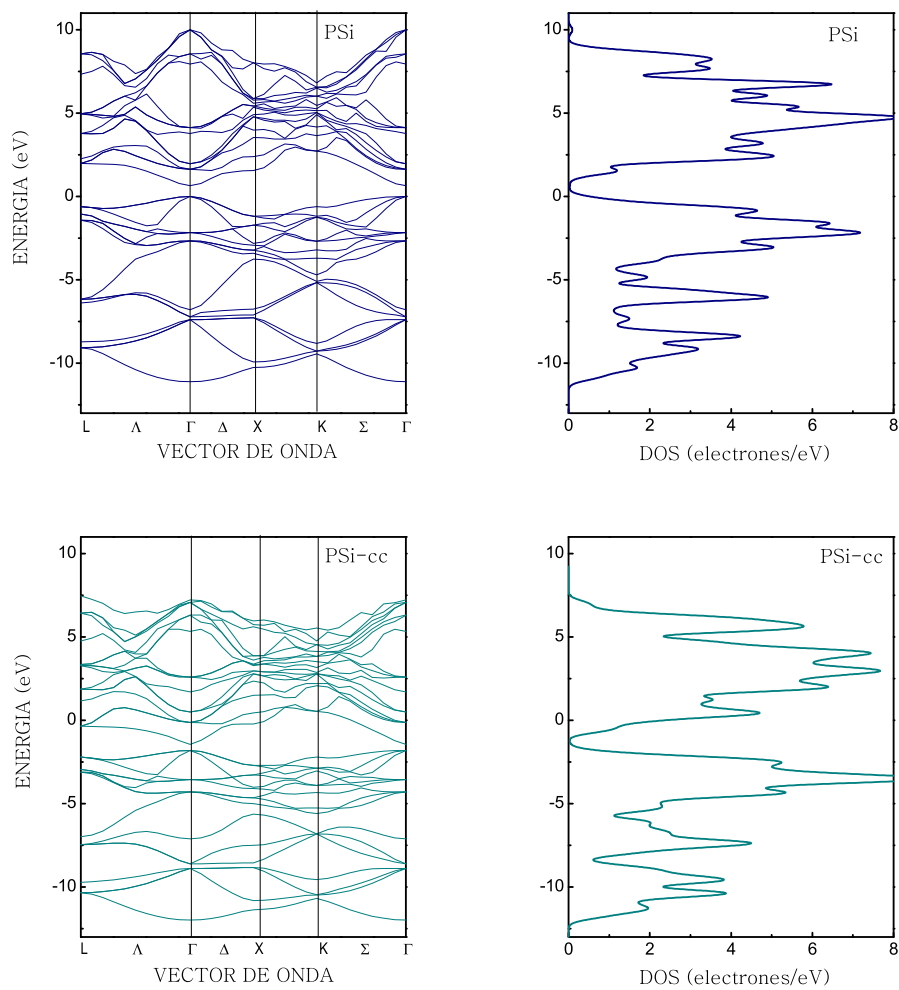 PSi
10
5
0
-5
-10
ENERGIA (eV)
L Λ Γ Δ X K Σ Γ
VECTOR DE ONDA
PSi
10
5
0
-5
-10
0 2 4 6 8
DOS (electrones/eV)
PSi-cc
10
5
0
-5
-10
ENERGIA (eV)
L Λ Γ Δ X K Σ Γ
VECTOR DE ONDA
PSi-cc
10
5
0
-5
-10
0 2 4 6 8
DOS (electrones/eV)